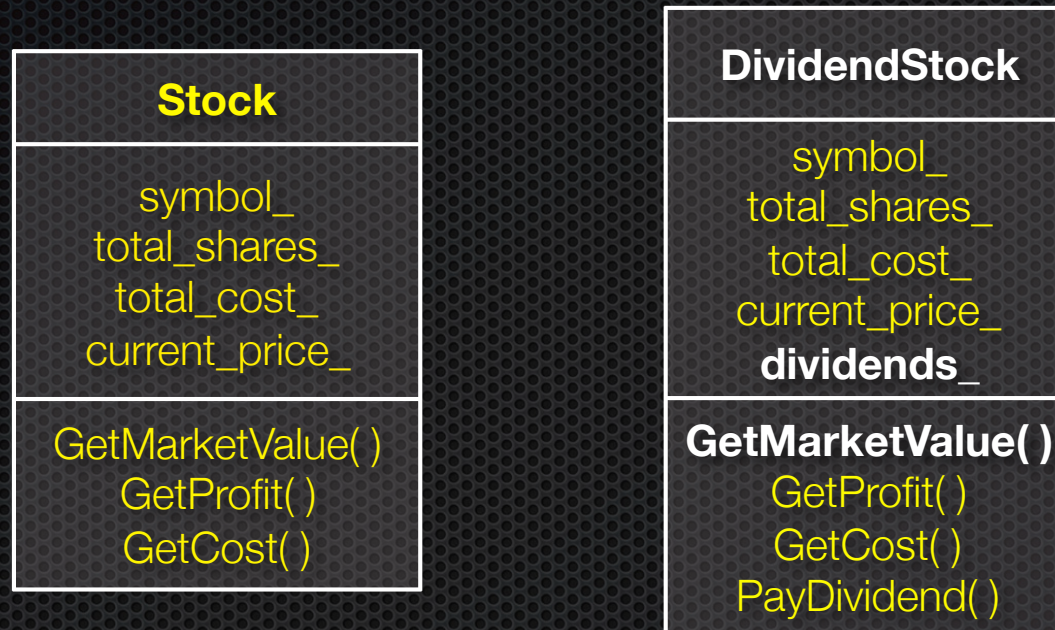 Stock
symbol_
total_shares_
total_cost_
current_price_
GetMarketValue( )
GetProfit( )
GetCost( )
DividendStock
symbol_
total_shares_
total_cost_
current_price_
dividends_
GetMarketValue( )
GetProfit( )
GetCost( )
PayDividend( )